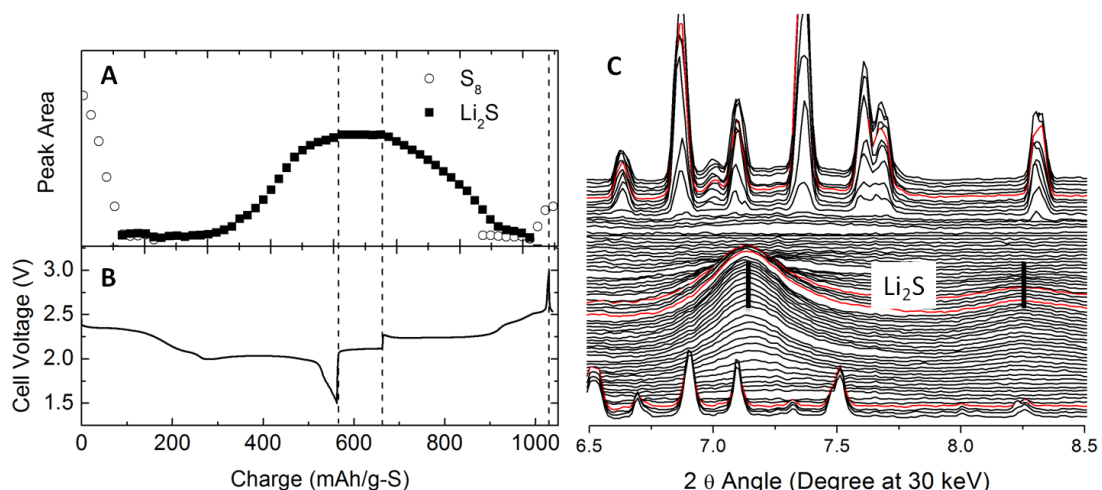 A
S8
Li2S
Peak Area
B
3.0
2.5
2.0
1.5
Cell Voltage (V)
0 200 400 600 800 1000
Charge (mAh/g-S)
C
Li2S
6.5 7.0 7.5 8.0 8.5
2 θ Angle (Degree at 30 keV)